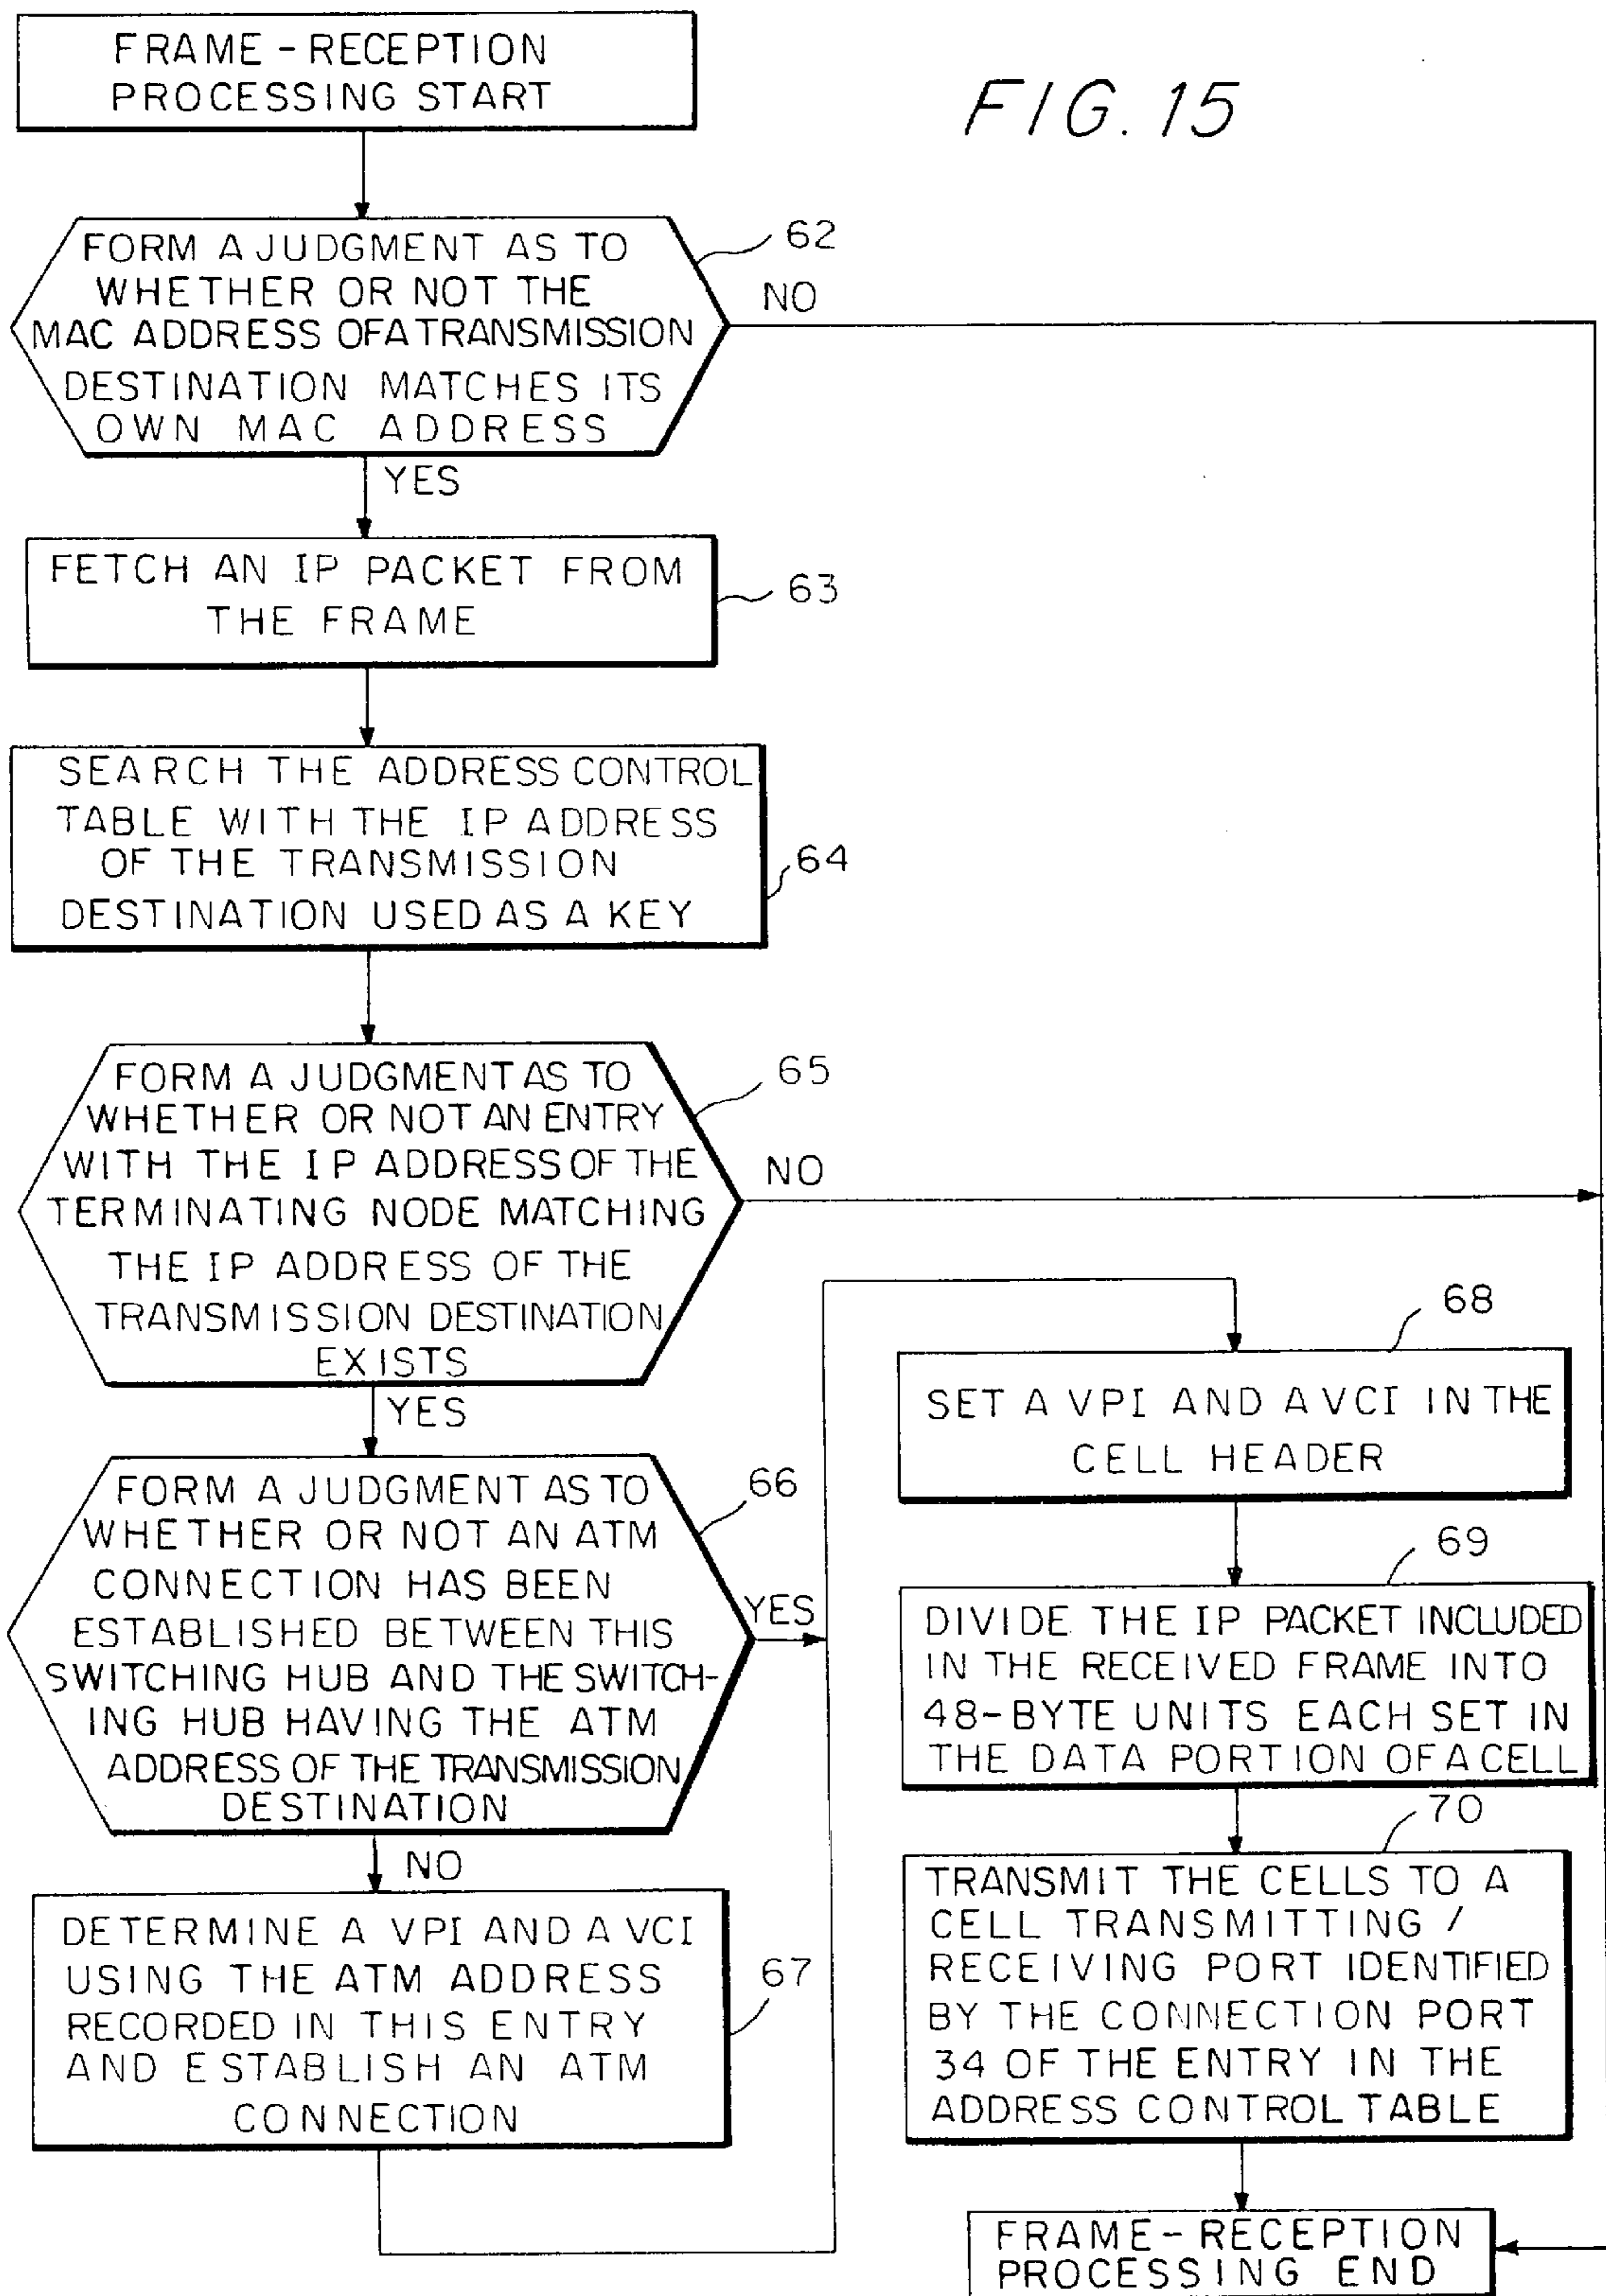 FRAME-RECEPTION
PROCESSING START
FIG. 15
FORM A JUDGMENT AS TO
WHETHER OR NOT THE
MAC ADDRESS OF A TRANSMISSION
DESTINATION MATCHES ITS
OWN MAC ADDRESS
62
NO
YES
FETCH AN IP PACKET FROM
THE FRAME
63
SEARCH THE ADDRESS CONTROL
TABLE WITH THE IP ADDRESS
OF THE TRANSMISSION
DESTINATION USED AS A KEY
64
FORM A JUDGMENT AS TO
WHETHER OR NOT AN ENTRY
WITH THE IP ADDRESS OF THE
TERMINATING NODE MATCHING
THE IP ADDRESS OF THE
TRANSMISSION DESTINATION
EXISTS
65
NO
YES
FORM A JUDGMENT AS TO
WHETHER OR NOT AN ATM
CONNECTION HAS BEEN
ESTABLISHED BETWEEN THIS
SWITCHING HUB AND THE SWITCH-
ING HUB HAVING THE ATM
ADDRESS OF THE TRANSMISSION
DESTINATION
66
YES
NO
DETERMINE A VPI AND A VCI
USING THE ATM ADDRESS
RECORDED IN THIS ENTRY
AND ESTABLISH AN ATM
CONNECTION
67
68
SET A VPI AND A VCI IN THE
CELL HEADER
69
DIVIDE THE IP PACKET INCLUDED
IN THE RECEIVED FRAME INTO
48-BYTE UNITS EACH SET IN
THE DATA PORTION OF A CELL
70
TRANSMIT THE CELLS TO A
CELL TRANSMITTING /
RECEIVING PORT IDENTIFIED
BY THE CONNECTION PORT
34 OF THE ENTRY IN THE
ADDRESS CONTROL TABLE
FRAME-RECEPTION
PROCESSING END